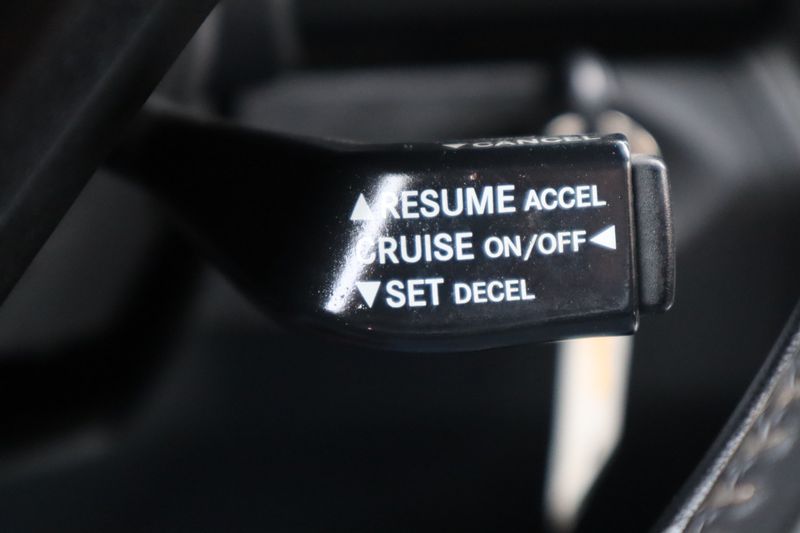 ▼CANCEL
▲RESUME ACCEL
CRUISE ON/OFF◀
▼SET DECEL